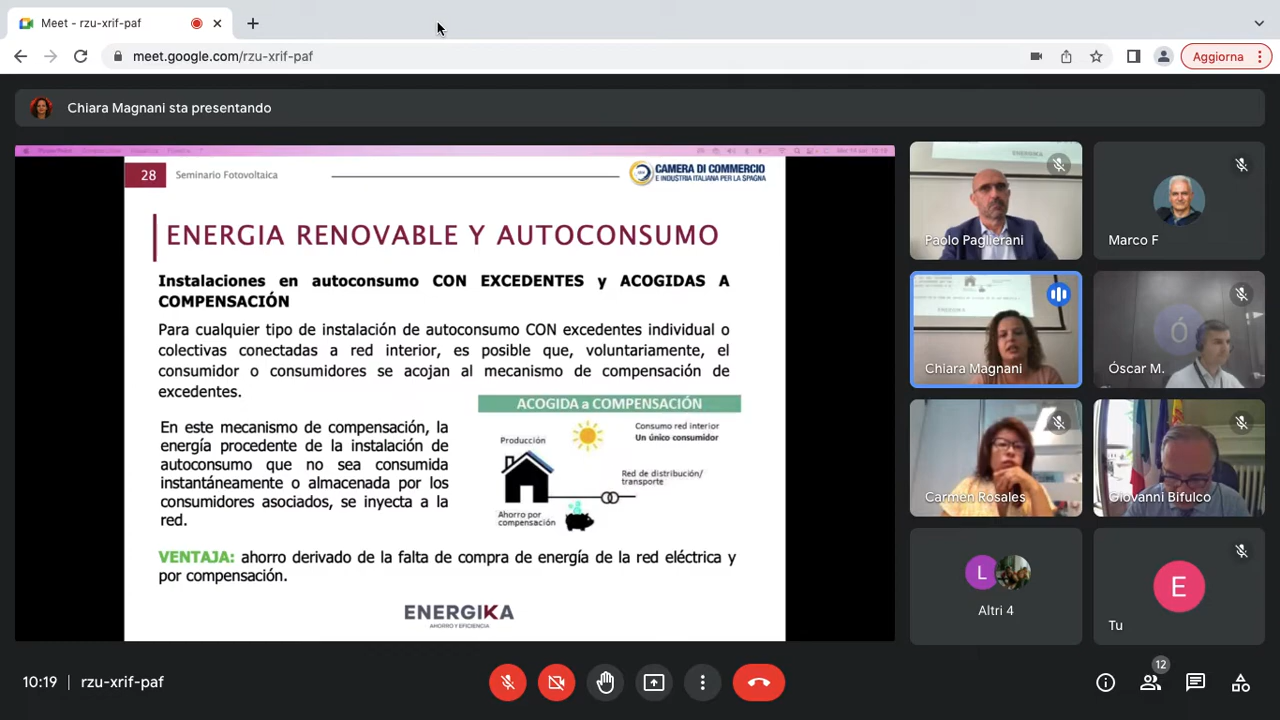 Meet - rzu-xrif-paf
meet.google.com/rzu-xrif-paf
Aggiorna
Chiara Magnani sta presentando
28
Seminario Fotovoltaica
CAMERA DI COMMERCIO
E INDUSTRIA ITALIANA PER LA SPAGNA
ENERGIA RENOVABLE Y AUTOCONSUMO
Instalaciones en autoconsumo CON EXCEDENTES y ACOGIDAS A
COMPENSACIÓN
Para cualquier tipo de instalación de autoconsumo CON excedentes individual o
colectivas conectadas a red interior, es posible que, voluntariamente, el
consumidor o consumidores se acojan al mecanismo de compensación de
excedentes.
En este mecanismo de compensación, la
energía procedente de la instalación de
autoconsumo que no sea consumida
instantáneamente o almacenada por los
consumidores asociados, se inyecta a la
red.
ACOGIDA a COMPENSACIÓN
Producción
Consumo red interior
Un único consumidor
Red de distribución/
transporte
Ahorro por
compensación
VENTAJA: ahorro derivado de la falta de compra de energía de la red eléctrica y
por compensación.
ENERGIKA
AHORRO Y EFICIENCIA
Paolo Paglierani
Marco F
Chiara Magnani
Ó
Óscar M.
Carmen Rosales
Giovanni Bifulco
L
Altri 4
E
Tu
10:19
rzu-xrif-paf
12